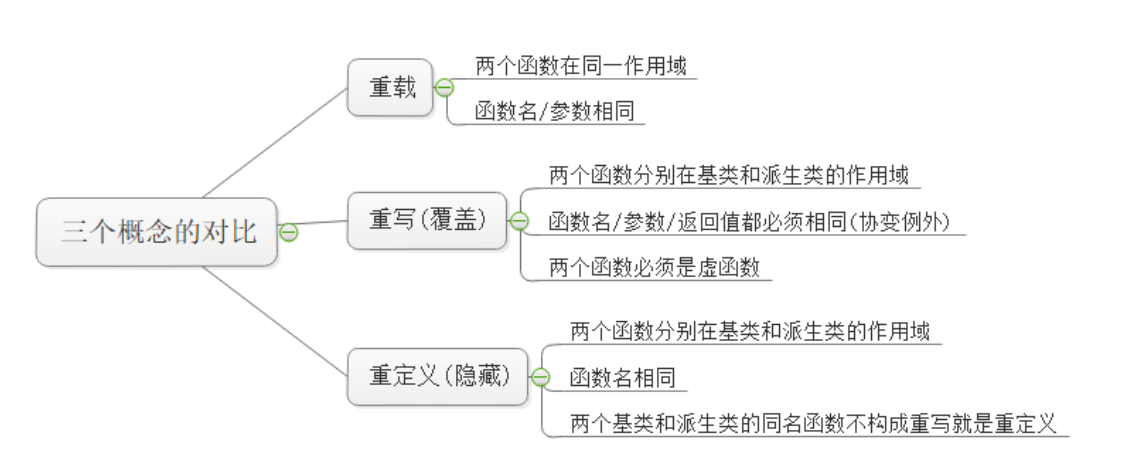 三个概念的对比
重载
两个函数在同一作用域
函数名/参数相同
重写(覆盖)
两个函数分别在基类和派生类的作用域
函数名/参数/返回值都必须相同(协变例外)
两个函数必须是虚函数
重定义(隐藏)
两个函数分别在基类和派生类的作用域
函数名相同
两个基类和派生类的同名函数不构成重写就是重定义